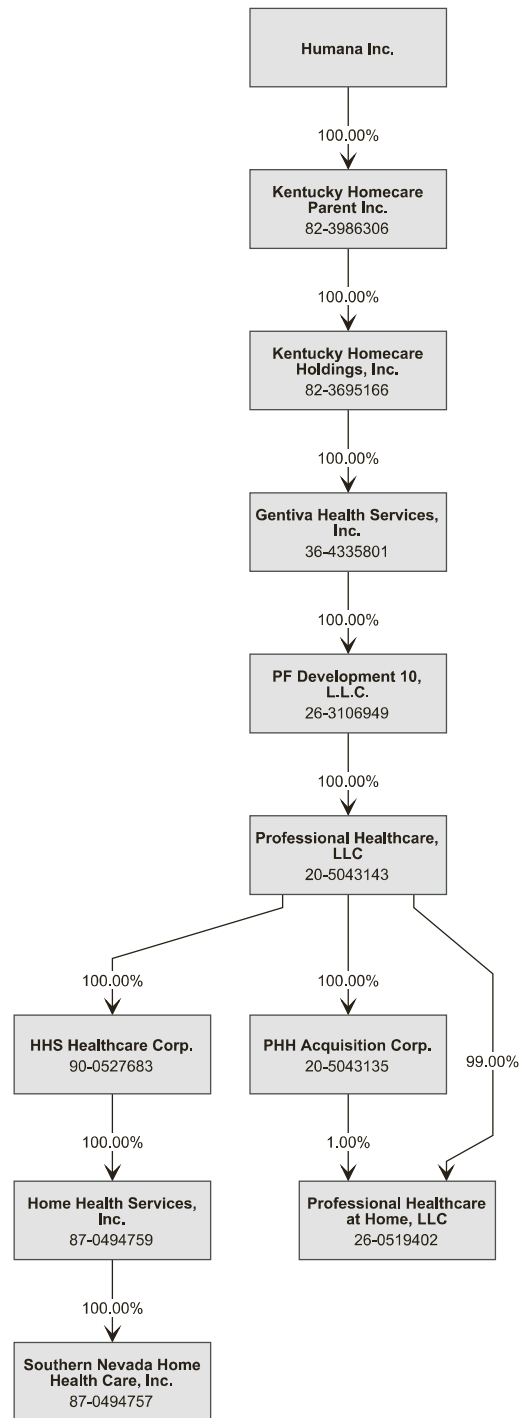 Humana Inc.
100.00%
Kentucky Homecare
Parent Inc.
82-3986306
100.00%
Kentucky Homecare
Holdings, Inc.
82-3695166
100.00%
Gentiva Health Services,
Inc.
36-4335801
100.00%
PF Development 10,
L.L.C.
26-3106949
100.00%
Professional Healthcare,
LLC
20-5043143
100.00%
100.00%
HHS Healthcare Corp.
90-0527683
PHH Acquisition Corp.
20-5043135
99.00%
100.00%
1.00%
Home Health Services,
Inc.
87-0494759
Professional Healthcare
at Home, LLC
26-0519402
100.00%
Southern Nevada Home
Health Care, Inc.
87-0494757